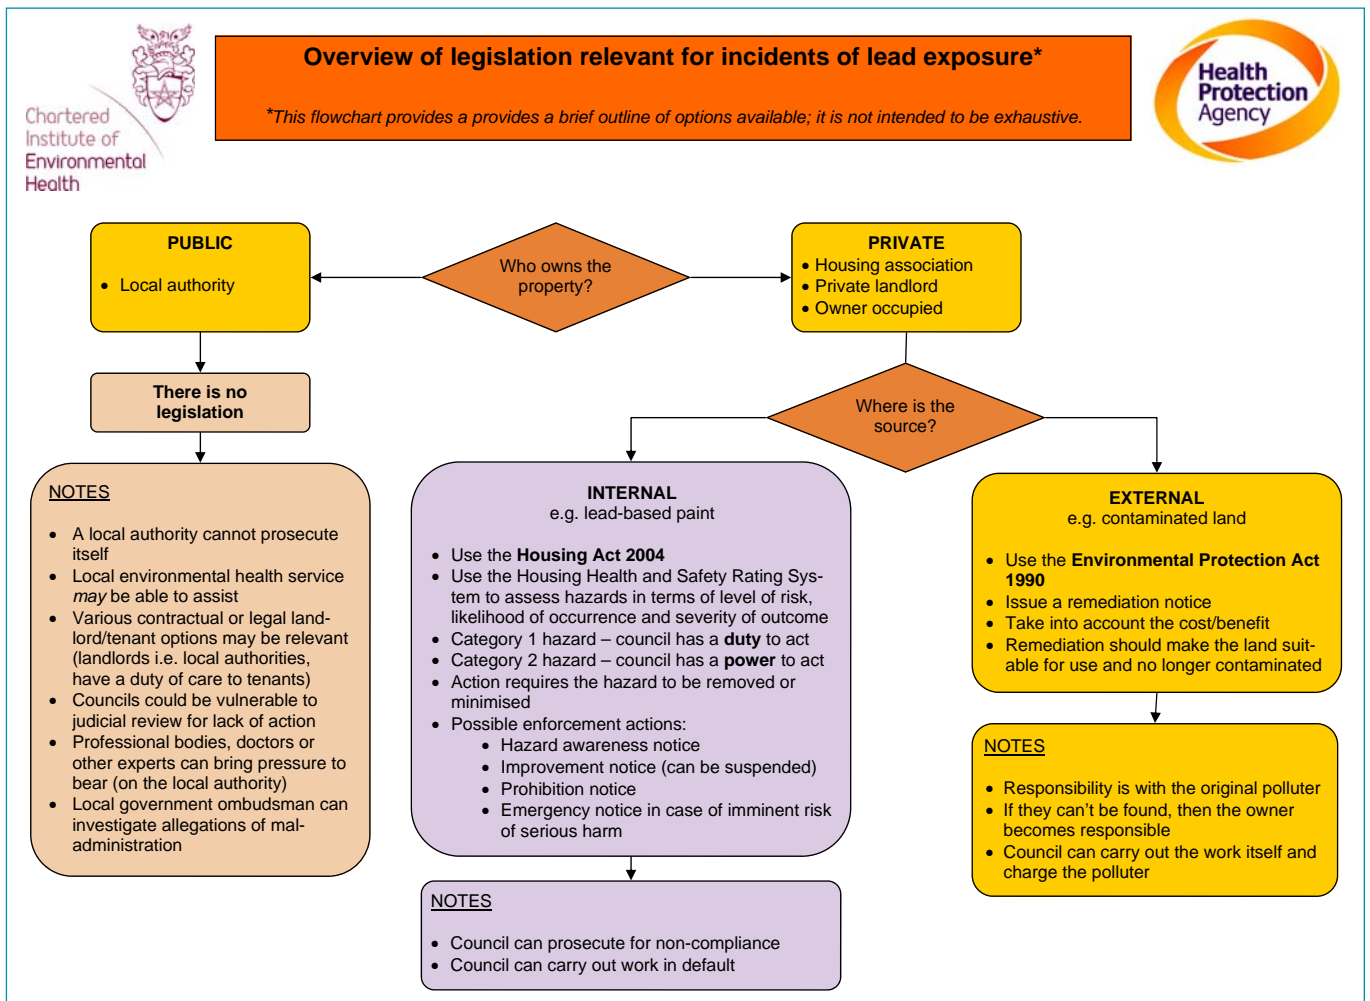 Chartered
Institute of
Environmental
Health
Overview of legislation relevant for incidents of lead exposure*
*This flowchart provides a provides a brief outline of options available; it is not intended to be exhaustive.
Health
Protection
Agency
PUBLIC
• Local authority
Who owns the
property?
PRIVATE
• Housing association
• Private landlord
• Owner occupied
There is no
legislation
Where is the
source?
NOTES
• A local authority cannot prosecute
itself
• Local environmental health service
may be able to assist
• Various contractual or legal land-
lord/tenant options may be relevant
(landlords i.e. local authorities,
have a duty of care to tenants)
• Councils could be vulnerable to
judicial review for lack of action
• Professional bodies, doctors or
other experts can bring pressure to
bear (on the local authority)
• Local government ombudsman can
investigate allegations of mal-
administration
INTERNAL
e.g. lead-based paint
• Use the Housing Act 2004
• Use the Housing Health and Safety Rating Sys-
tem to assess hazards in terms of level of risk,
likelihood of occurrence and severity of outcome
• Category 1 hazard – council has a duty to act
• Category 2 hazard – council has a power to act
• Action requires the hazard to be removed or
minimised
• Possible enforcement actions:
• Hazard awareness notice
• Improvement notice (can be suspended)
• Prohibition notice
• Emergency notice in case of imminent risk
of serious harm
NOTES
• Council can prosecute for non-compliance
• Council can carry out work in default
EXTERNAL
e.g. contaminated land
• Use the Environmental Protection Act
1990
• Issue a remediation notice
• Take into account the cost/benefit
• Remediation should make the land suit-
able for use and no longer contaminated
NOTES
• Responsibility is with the original polluter
• If they can’t be found, then the owner
becomes responsible
• Council can carry out the work itself and
charge the polluter